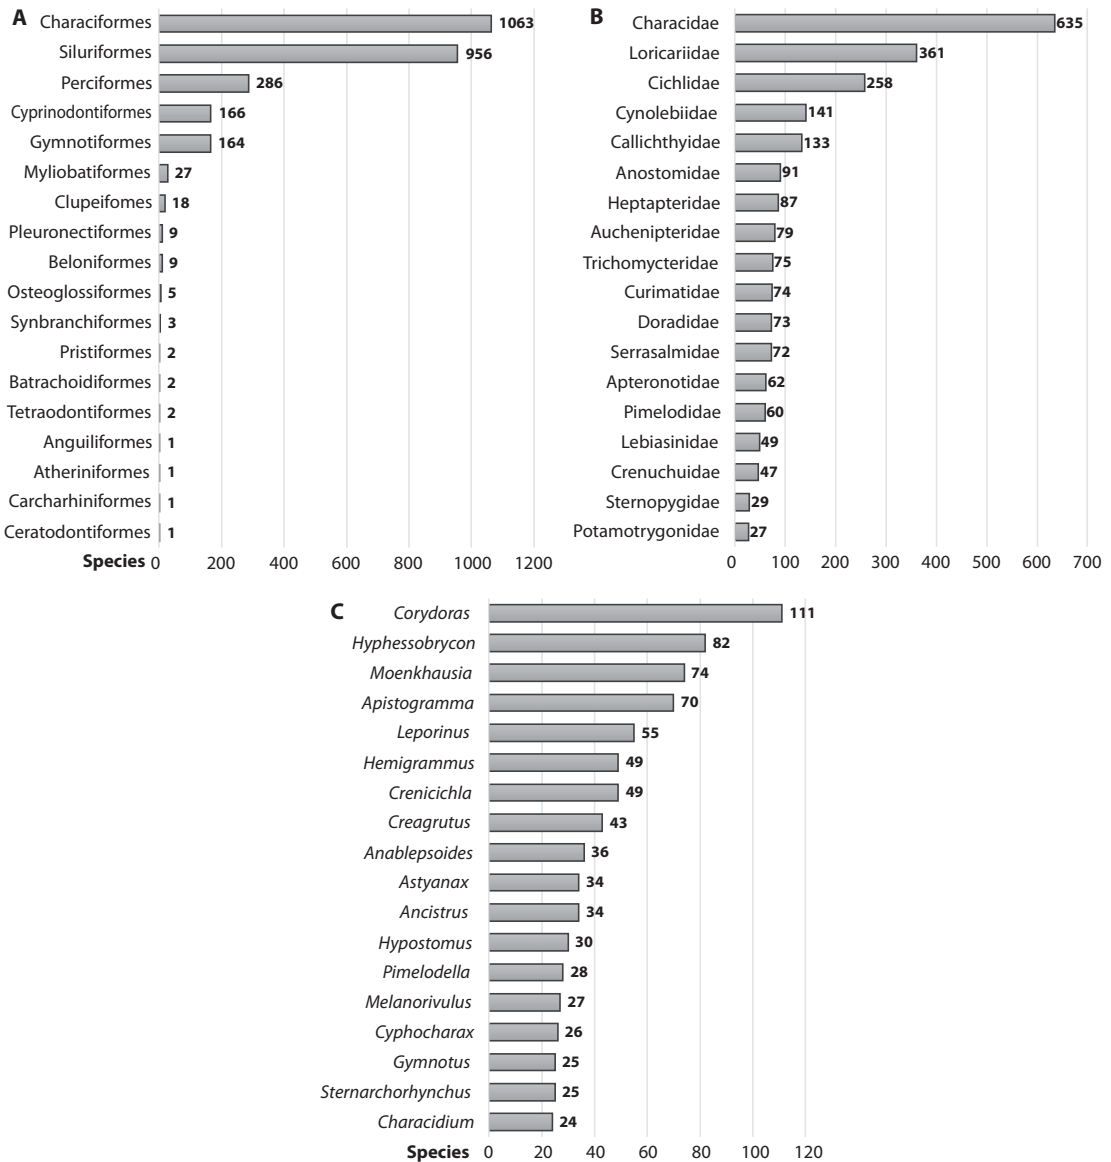 A
Characiformes 1063
Siluriformes 956
Perciformes 286
Cyprinodontiformes 166
Gymnotiformes 164
Myliobatiformes 27
Clupeifomes 18
Pleuronectiformes 9
Beloniformes 9
Osteoglossiformes 5
Synbranchiformes 3
Pristiformes 2
Batrachoidiformes 2
Tetraodontiformes 2
Anguiliformes 1
Atheriniformes 1
Carcharhiniformes 1
Ceratodontiformes 1
Species 0 200 400 600 800 1000 1200
B
Characidae 635
Loricariidae 361
Cichlidae 258
Cynolebiidae 141
Callichthyidae 133
Anostomidae 91
Heptapteridae 87
Auchenipteridae 79
Trichomycteridae 75
Curimatidae 74
Doradidae 73
Serrasalmidae 72
Apteronotidae 62
Pimelodidae 60
Lebiasinidae 49
Crenuchuidae 47
Sternopygidae 29
Potamotrygonidae 27
0 100 200 300 400 500 600 700
C
Corydoras 111
Hyphessobrycon 82
Moenkhausia 74
Apistogramma 70
Leporinus 55
Hemigrammus 49
Crenicichla 49
Creagrutus 43
Anablepsoides 36
Astyanax 34
Ancistrus 34
Hypostomus 30
Pimelodella 28
Melanorivulus 27
Cyphocharax 26
Gymnotus 25
Sternarchorhynchus 25
Characidium 24
Species 0 20 40 60 80 100 120